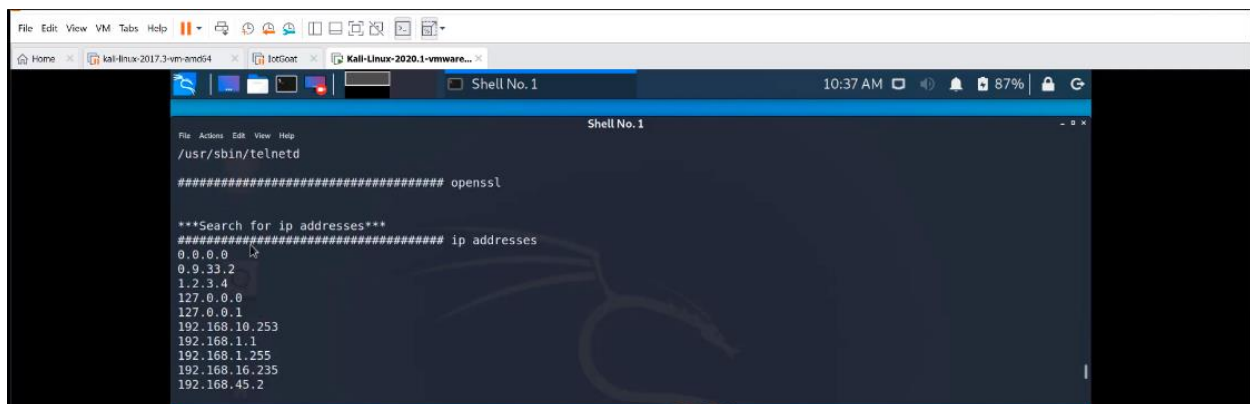 File Edit View VM Tabs Help
Home kali-linux-2017.3-vm-amd64 IotGoat Kali-Linux-2020.1-vmware...
Shell No. 1 10:37 AM 87%
Shell No. 1
File Actions Edit View Help
/usr/sbin/telnetd
##################################### openssl
***Search for ip addresses***
##################################### ip addresses
0.0.0.0
0.9.33.2
1.2.3.4
127.0.0.0
127.0.0.1
192.168.10.253
192.168.1.1
192.168.1.255
192.168.16.235
192.168.45.2